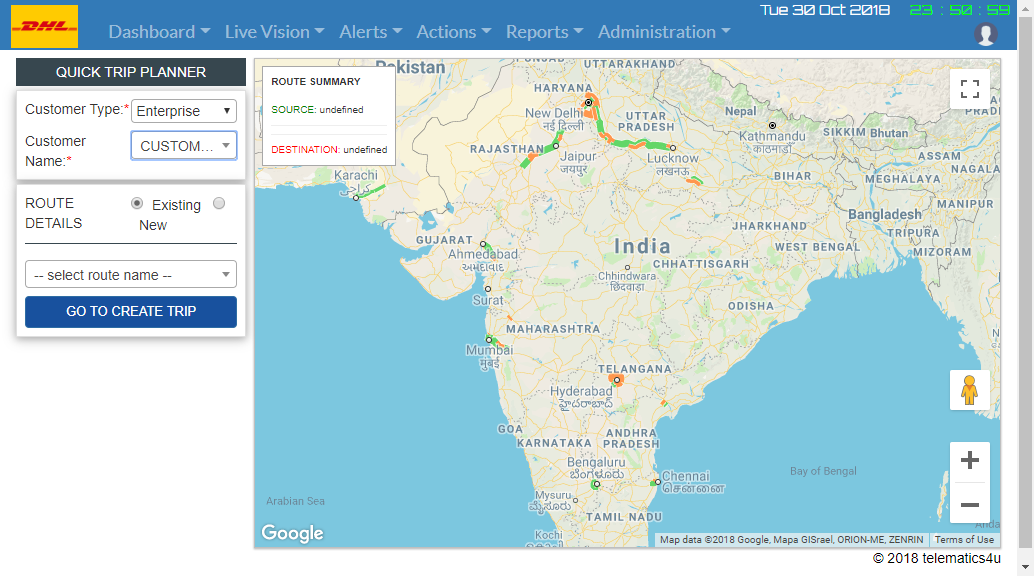 DHL
Tue 30 Oct 2018 23 : 50 : 59
Dashboard Live Vision Alerts Actions Reports Administration
QUICK TRIP PLANNER
Customer Type:* Enterprise
Customer
Name:*
CUSTOM...
ROUTE
DETAILS
Existing
New
-- select route name --
GO TO CREATE TRIP
ROUTE SUMMARY
SOURCE: undefined
DESTINATION: undefined
Pakistan
UTTARAKHAND
HARYANA
New Delhi
नई दिल्ली
UTTAR
PRADESH
Nepal
Kathmandu
काठमाडौं
SIKKIM
Bhutan
RAJASTHAN
Jaipur
जयपुर
Lucknow
लखनऊ
ASSAM
NAGALA
Karachi
کراچی
BIHAR
MEGHALAYA
MANIPUR
Bangladesh
JHARKHAND
TRIPURA
GUJARAT
Ahmedabad
અમદાવાદ
India
WEST BENGAL
MIZORAM
CHHATTISGARH
Chhindwara
छिंदवाड़ा
Surat
ODISHA
MAHARASHTRA
Mumbai
मुंबई
TELANGANA
Hyderabad
హైదరాబాద్
GOA
KARNATAKA
ANDHRA
PRADESH
Bengaluru
ಬೆಂಗಳೂರು
Chennai
சென்னை
Bay of Bengal
Arabian Sea
Mysuru
ಮೈಸೂರು
TAMIL NADU
Kochi
Google
Map data ©2018 Google, Mapa GISrael, ORION-ME, ZENRIN Terms of Use
© 2018 telematics4u